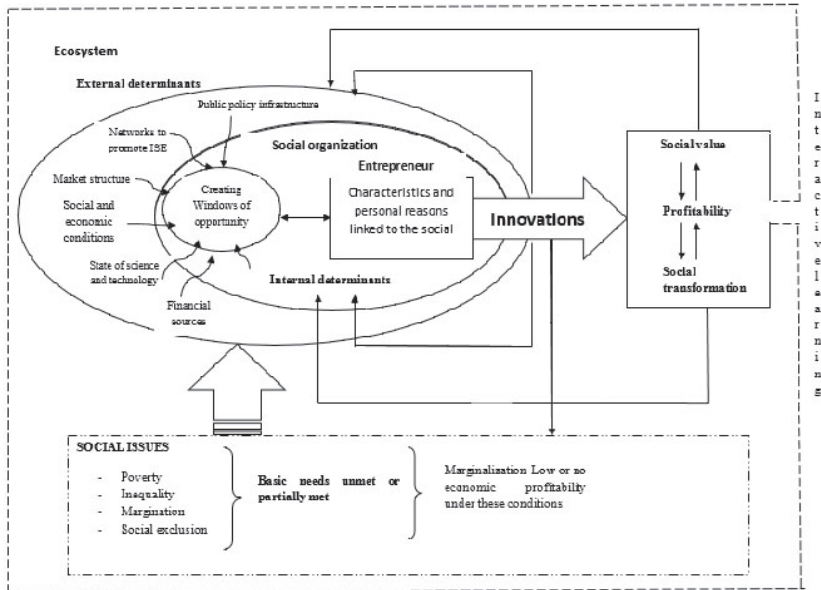 Ecosystem
External determinants
Public policy infrastructure
Networks to
promote ISE
Social organization
Entrepreneur
Market structure
Creating
Windows of
opportunity
Characteristics and
personal reasons
linked to the social
Social and
economic
conditions
State of science
and technology
Internal determinants
Financial
sources
Innovations
Social value
Profitability
Social
transformation
Interactive learning
SOCIAL ISSUES
- Poverty
- Inequality
- Margination
- Social exclusion
Basic needs unmet or
partially met
Marginalization Low or no
economic profitability
under these conditions